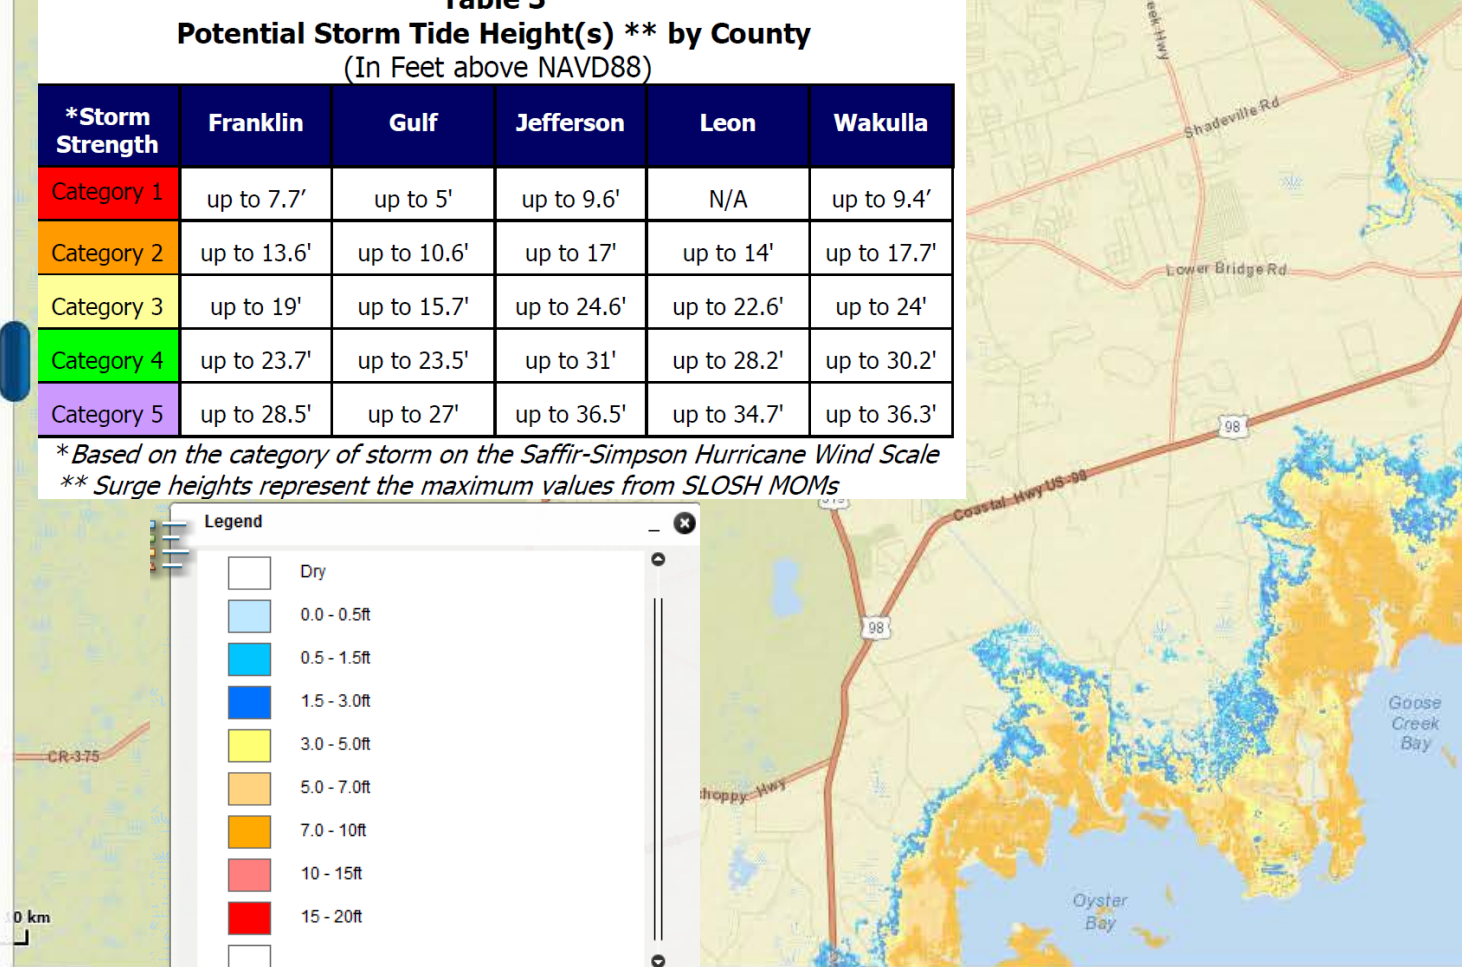 Table 3
Potential Storm Tide Height(s) ** by County
(In Feet above NAVD88)
*Storm Strength Franklin Gulf Jefferson Leon Wakulla
Category 1 up to 7.7′ up to 5' up to 9.6' N/A up to 9.4′
Category 2 up to 13.6' up to 10.6' up to 17' up to 14' up to 17.7'
Category 3 up to 19' up to 15.7' up to 24.6' up to 22.6' up to 24'
Category 4 up to 23.7' up to 23.5' up to 31' up to 28.2' up to 30.2'
Category 5 up to 28.5' up to 27' up to 36.5' up to 34.7' up to 36.3'
*Based on the category of storm on the Saffir-Simpson Hurricane Wind Scale
** Surge heights represent the maximum values from SLOSH MOMs
Legend
Dry
0.0 - 0.5ft
0.5 - 1.5ft
1.5 - 3.0ft
3.0 - 5.0ft
5.0 - 7.0ft
7.0 - 10ft
10 - 15ft
15 - 20ft
CR-375
0 km
Hwy
Shadeville Rd
Lower Bridge Rd
98
Coastal Hwy US-98
98
Hwy
Goose
Creek
Bay
Oyster
Bay